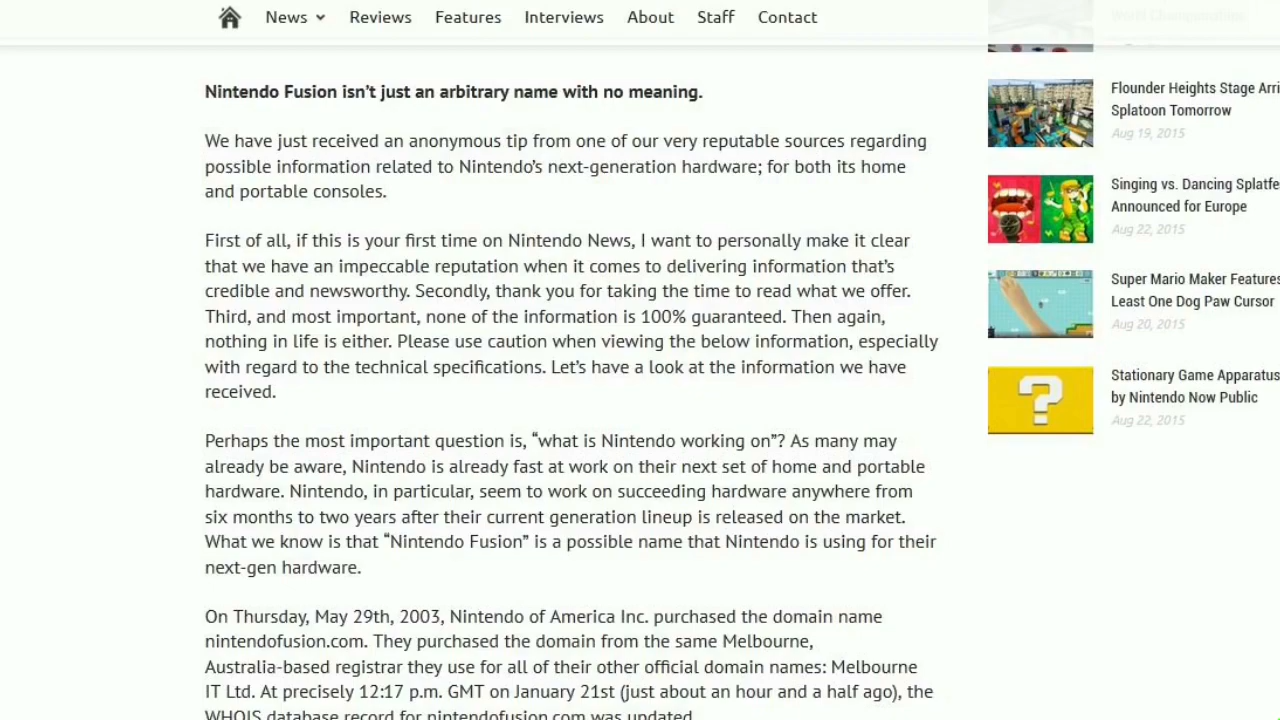 News
Reviews
Features
Interviews
About
Staff
Contact
Nintendo Fusion isn't just an arbitrary name with no meaning.
We have just received an anonymous tip from one of our very reputable sources regarding
possible information related to Nintendo's next-generation hardware; for both its home
and portable consoles.
First of all, if this is your first time on Nintendo News, I want to personally make it clear
that we have an impeccable reputation when it comes to delivering information that's
credible and newsworthy. Secondly, thank you for taking the time to read what we offer.
Third, and most important, none of the information is 100% guaranteed. Then again,
nothing in life is either. Please use caution when viewing the below information, especially
with regard to the technical specifications. Let's have a look at the information we have
received.
Perhaps the most important question is, “what is Nintendo working on”? As many may
already be aware, Nintendo is already fast at work on their next set of home and portable
hardware. Nintendo, in particular, seem to work on succeeding hardware anywhere from
six months to two years after their current generation lineup is released on the market.
What we know is that “Nintendo Fusion” is a possible name that Nintendo is using for their
next-gen hardware.
On Thursday, May 29th, 2003, Nintendo of America Inc. purchased the domain name
nintendofusion.com. They purchased the domain from the same Melbourne,
Australia-based registrar they use for all of their other official domain names: Melbourne
IT Ltd. At precisely 12:17 p.m. GMT on January 21st (just about an hour and a half ago), the
WHOIS database record for nintendofusion.com was updated
World Championships
Flounder Heights Stage Arri
Splatoon Tomorrow
Aug 19, 2015
Singing vs. Dancing Splatfe
Announced for Europe
Aug 22, 2015
Super Mario Maker Features
Least One Dog Paw Cursor
Aug 20, 2015
Stationary Game Apparatus
by Nintendo Now Public
Aug 22, 2015